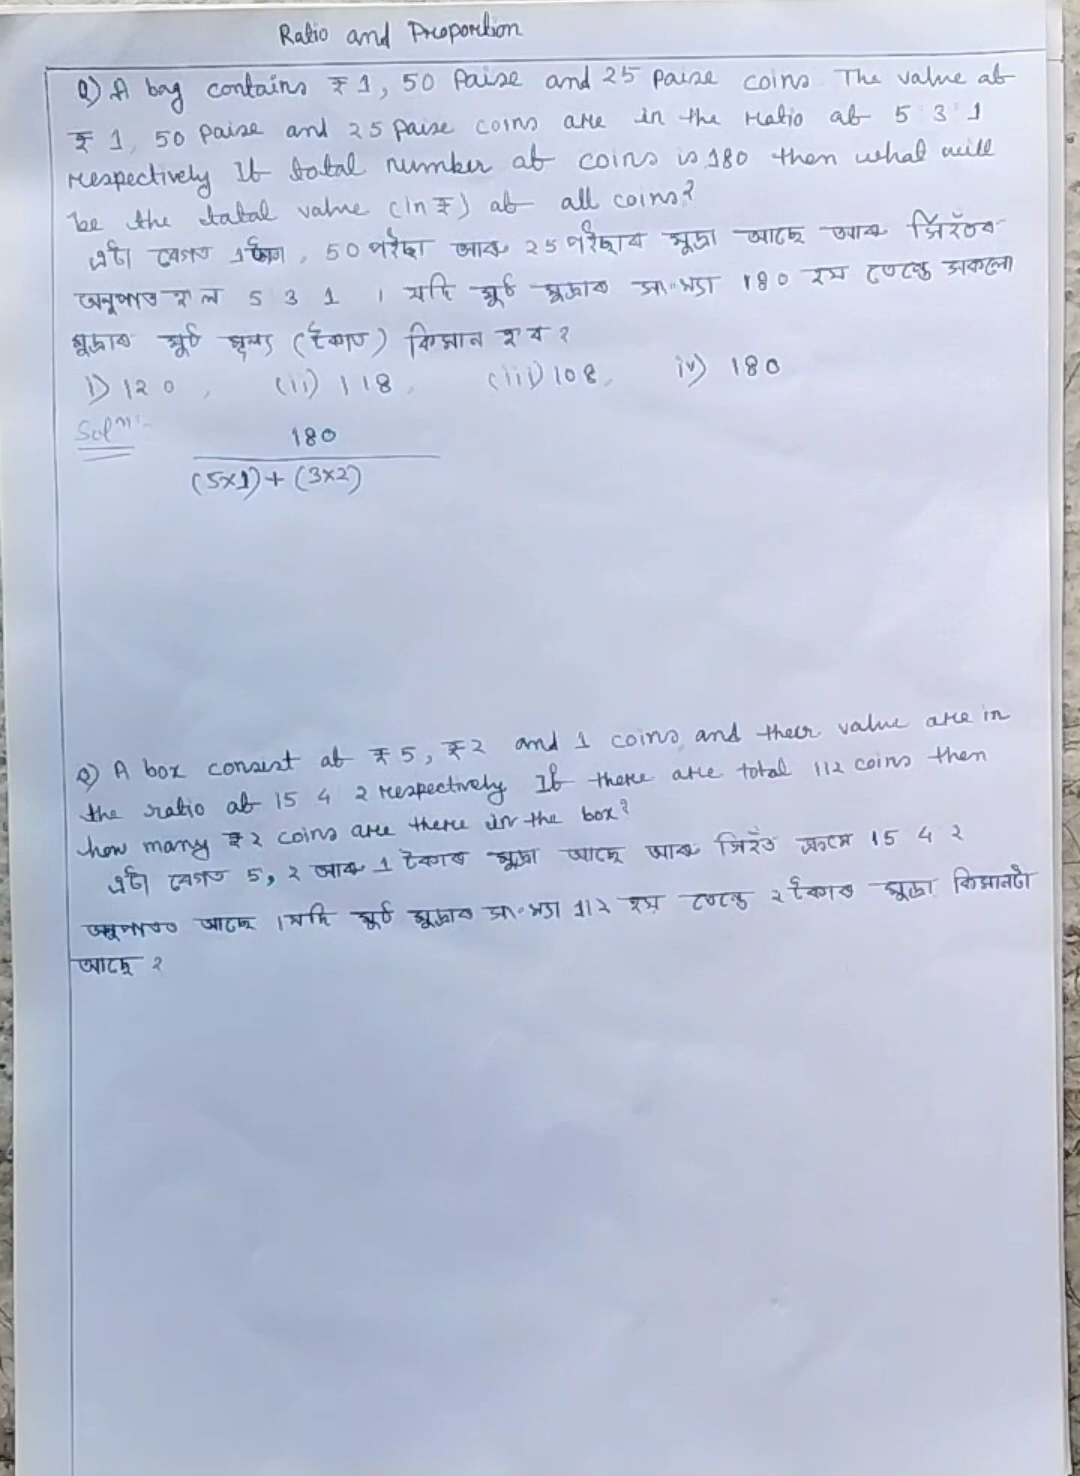 Ratio and Proportion
Q) A bag contains ₹1, 50 Paise and 25 paise coins The value of
₹ 1, 50 paise and 25 paise coins are in the ratio of 5 3 1
respectively If total number of coins is 180 then what will
be the total value (in ₹) of all coins?
এটা বেগত 1 টকা, 50 পইছা আৰু 25 পইছাৰ মুদ্ৰা আছে আৰু সিহঁতৰ
অনুপাত হ'ল 5 3 1 । যদি মুঠ মুদ্ৰাৰ সংখ্যা 180 হয় তেন্তে সকলো
মুদ্ৰাৰ মুঠ মূল্য (টকাত) কিমান হ'ব ?
i) 120, (ii) 118, (iii) 108, iv) 180
Solⁿ:-
180
(5×1)+(3×2)
Q) A box consist of ₹5, ₹2 and 1 coins, and their value are in
the ratio of 15 4 2 respectively If there are total 112 coins then
how many ₹2 coins are there in the box?
এটা বেগত 5, 2 আৰু 1 টকাৰ মুদ্ৰা আছে আৰু সিহঁত ক্ৰমে 15 4 2
অনুপাতত আছে । যদি মুঠ মুদ্ৰাৰ সংখ্যা 112 হয় তেন্তে 2 টকাৰ মুদ্ৰা কিমানটা
আছে ?